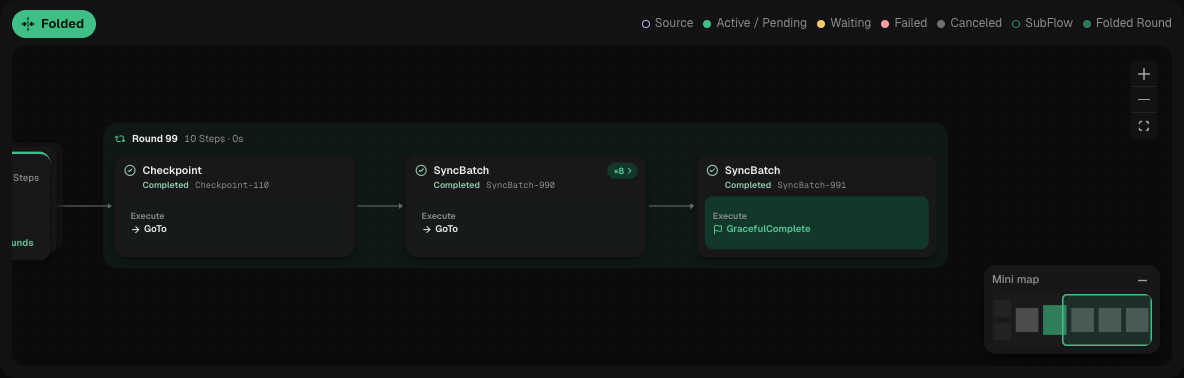 Folded
Source Active / Pending Waiting Failed Canceled SubFlow Folded Round
Steps
unds
Round 99 10 Steps · 0s
Checkpoint
Completed Checkpoint-110
Execute
→ GoTo
SyncBatch ×8 >
Completed SyncBatch-990
Execute
→ GoTo
SyncBatch
Completed SyncBatch-991
Execute
GracefulComplete
Mini map